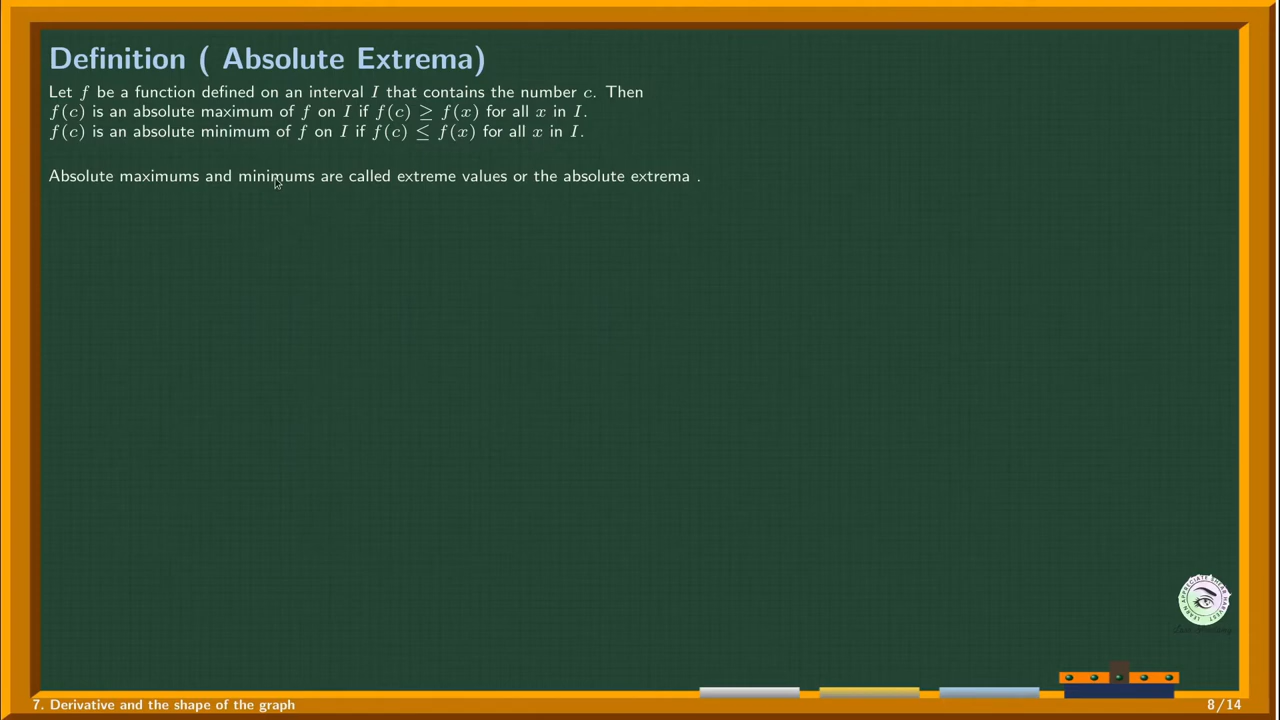 Definition ( Absolute Extrema)
Let f be a function defined on an interval I that contains the number c. Then
f(c) is an absolute maximum of f on I if f(c) ≥ f(x) for all x in I.
f(c) is an absolute minimum of f on I if f(c) ≤ f(x) for all x in I.
Absolute maximums and minimums are called extreme values or the absolute extrema .
7. Derivative and the shape of the graph
8/14